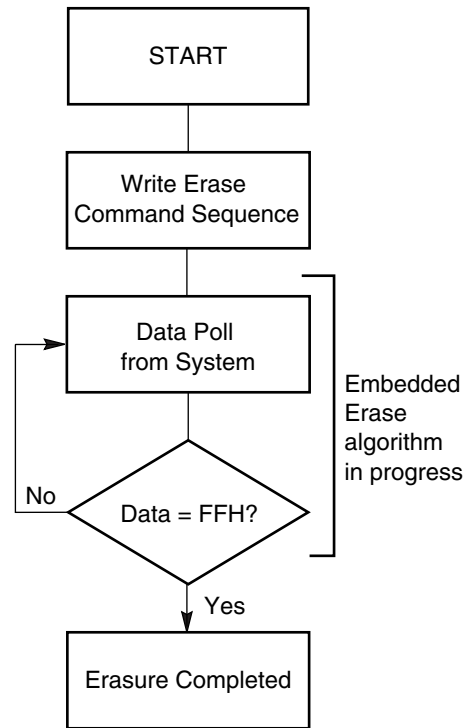 START
Write Erase
Command Sequence
Data Poll
from System
Embedded
Erase
algorithm
in progress
No
Data = FFH?
Yes
Erasure Completed